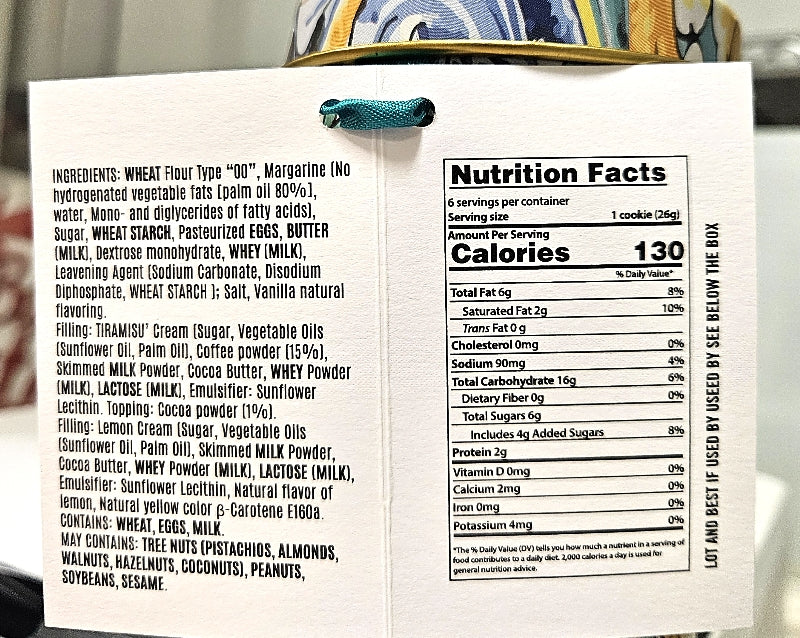 INGREDIENTS: WHEAT Flour Type “00”, Margarine (No
hydrogenated vegetable fats [palm oil 80%],
water, Mono- and diglycerides of fatty acids),
Sugar, WHEAT STARCH, Pasteurized EGGS, BUTTER
(MILK), Dextrose monohydrate, WHEY (MILK),
Leavening Agent (Sodium Carbonate, Disodium
Diphosphate, WHEAT STARCH ); Salt, Vanilla natural
flavoring.
Filling: TIRAMISU' Cream (Sugar, Vegetable Oils
(Sunflower Oil, Palm Oil), Coffee powder (15%),
Skimmed MILK Powder, Cocoa Butter, WHEY Powder
(MILK), LACTOSE (MILK), Emulsifier: Sunflower
Lecithin. Topping: Cocoa powder (1%).
Filling: Lemon Cream (Sugar, Vegetable Oils
(Sunflower Oil, Palm Oil), Skimmed MILK Powder,
Cocoa Butter, WHEY Powder (MILK), LACTOSE (MILK),
Emulsifier: Sunflower Lecithin, Natural flavor of
lemon, Natural yellow color β-Carotene E160a.
CONTAINS: WHEAT, EGGS, MILK.
MAY CONTAINS: TREE NUTS (PISTACHIOS, ALMONDS,
WALNUTS, HAZELNUTS, COCONUTS), PEANUTS,
SOYBEANS, SESAME.
Nutrition Facts
6 servings per container
Serving size 1 cookie (26g)
Amount Per Serving
Calories 130
% Daily Value*
Total Fat 6g 8%
Saturated Fat 2g 10%
Trans Fat 0 g
Cholesterol 0mg 0%
Sodium 90mg 4%
Total Carbohydrate 16g 6%
Dietary Fiber 0g 0%
Total Sugars 6g
Includes 4g Added Sugars 8%
Protein 2g
Vitamin D 0mg 0%
Calcium 2mg 0%
Iron 0mg 0%
Potassium 4mg 0%
*The % Daily Value (DV) tells you how much a nutrient in a serving of
food contributes to a daily diet. 2,000 calories a day is used for
general nutrition advice.
LOT AND BEST IF USED BY USEED BY SEE BELOW THE BOX